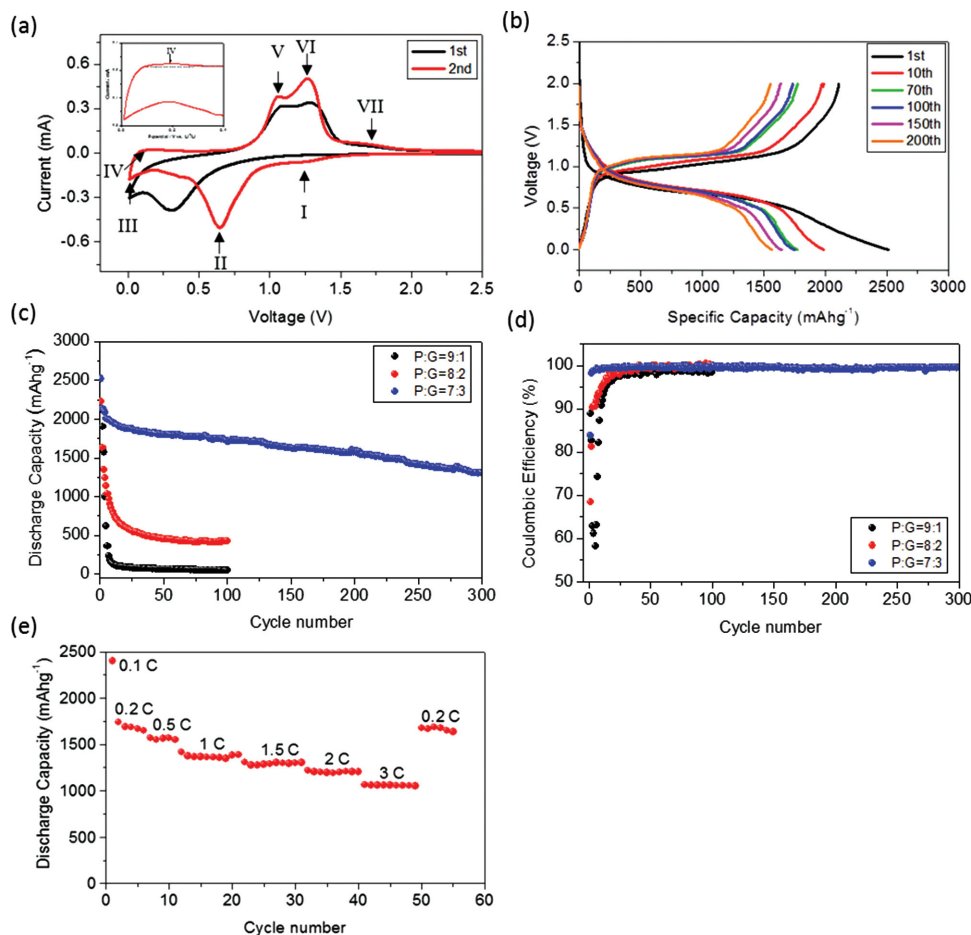 (a)
IV
V
VI
VII
IV
III
II
I
1st
2nd
0.6
0.3
0.0
-0.3
-0.6
Current (mA)
0.0 0.5 1.0 1.5 2.0 2.5
Voltage (V)
(b)
1st
10th
70th
100th
150th
200th
2.5
2.0
1.5
1.0
0.5
0.0
Voltage (V)
0 500 1000 1500 2000 2500 3000
Specific Capacity (mAhg-1)
(c)
P:G=9:1
P:G=8:2
P:G=7:3
3000
2500
2000
1500
1000
500
0
Discharge Capacity (mAhg-1)
0 50 100 150 200 250 300
Cycle number
(d)
100
90
80
70
60
50
Coulombic Efficiency (%)
P:G=9:1
P:G=8:2
P:G=7:3
0 50 100 150 200 250 300
Cycle number
(e)
2500
2000
1500
1000
500
0
Discharge Capacity (mAhg-1)
0.1 C
0.2 C
0.5 C
1 C
1.5 C
2 C
3 C
0.2 C
0 10 20 30 40 50 60
Cycle number